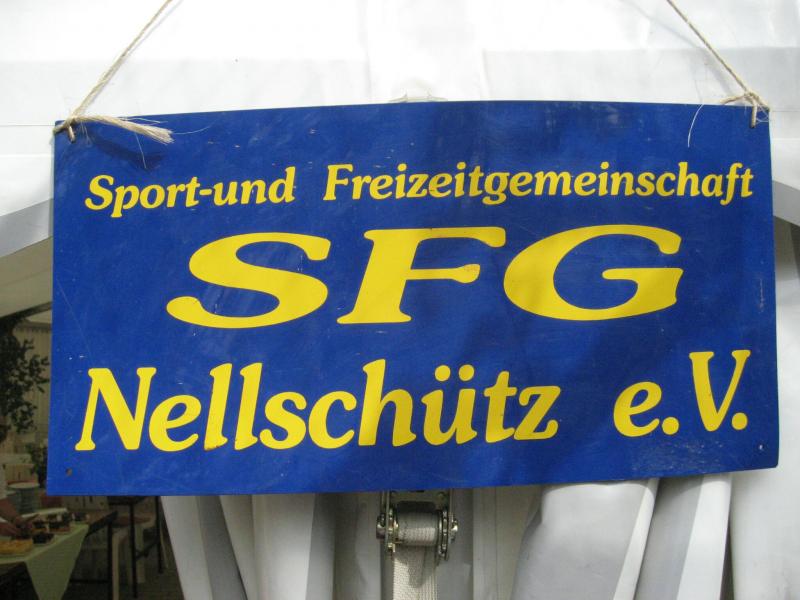 Sport-und Freizeitgemeinschaft
SFG
Nellschütz e.V.